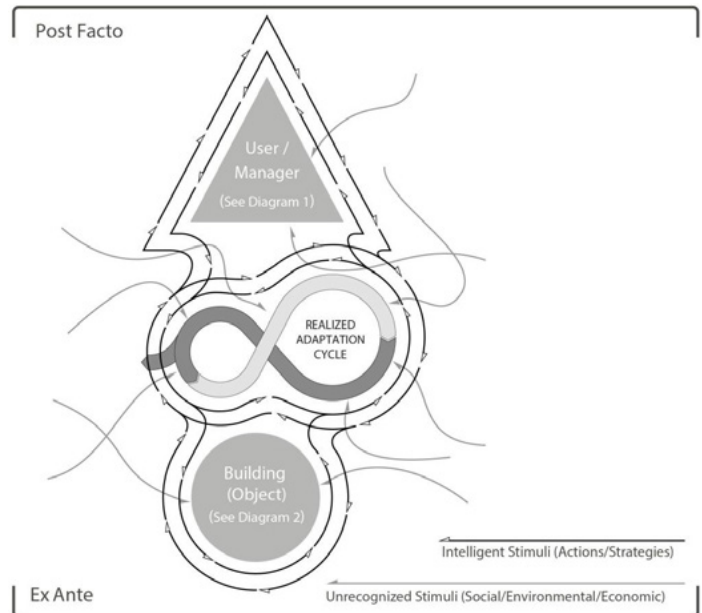 Post Facto
User /
Manager
(See Diagram 1)
REALIZED
ADAPTATION
CYCLE
Building
(Object)
(See Diagram 2)
Intelligent Stimuli (Actions/Strategies)
Ex Ante
Unrecognized Stimuli (Social/Environmental/Economic)